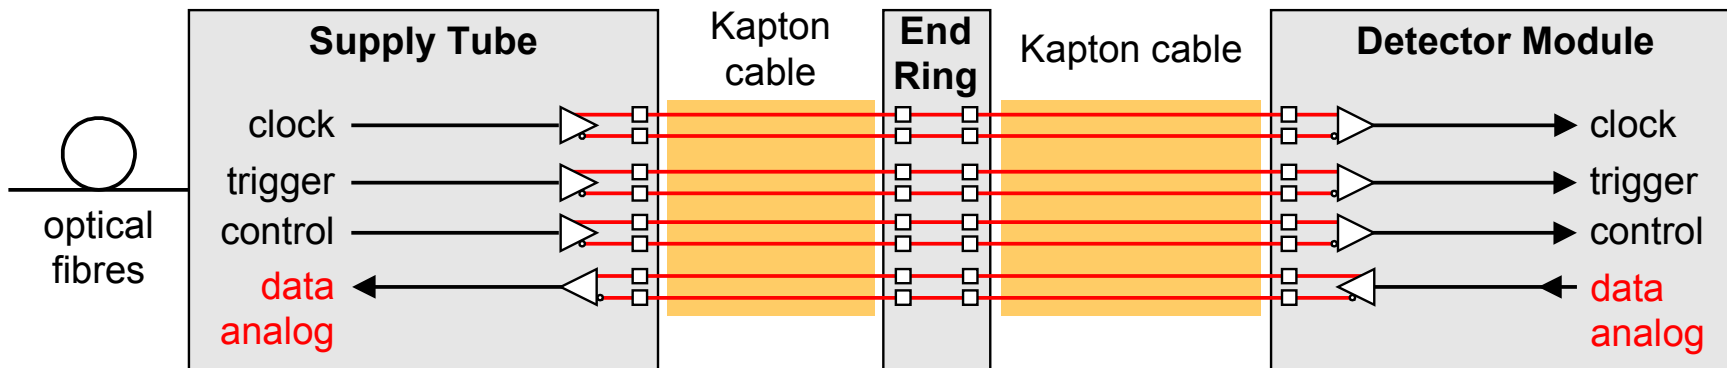 Supply Tube
Kapton
cable
End
Ring
Kapton cable
Detector Module
clock
trigger
control
data
analog
optical
fibres
clock
trigger
control
data
analog